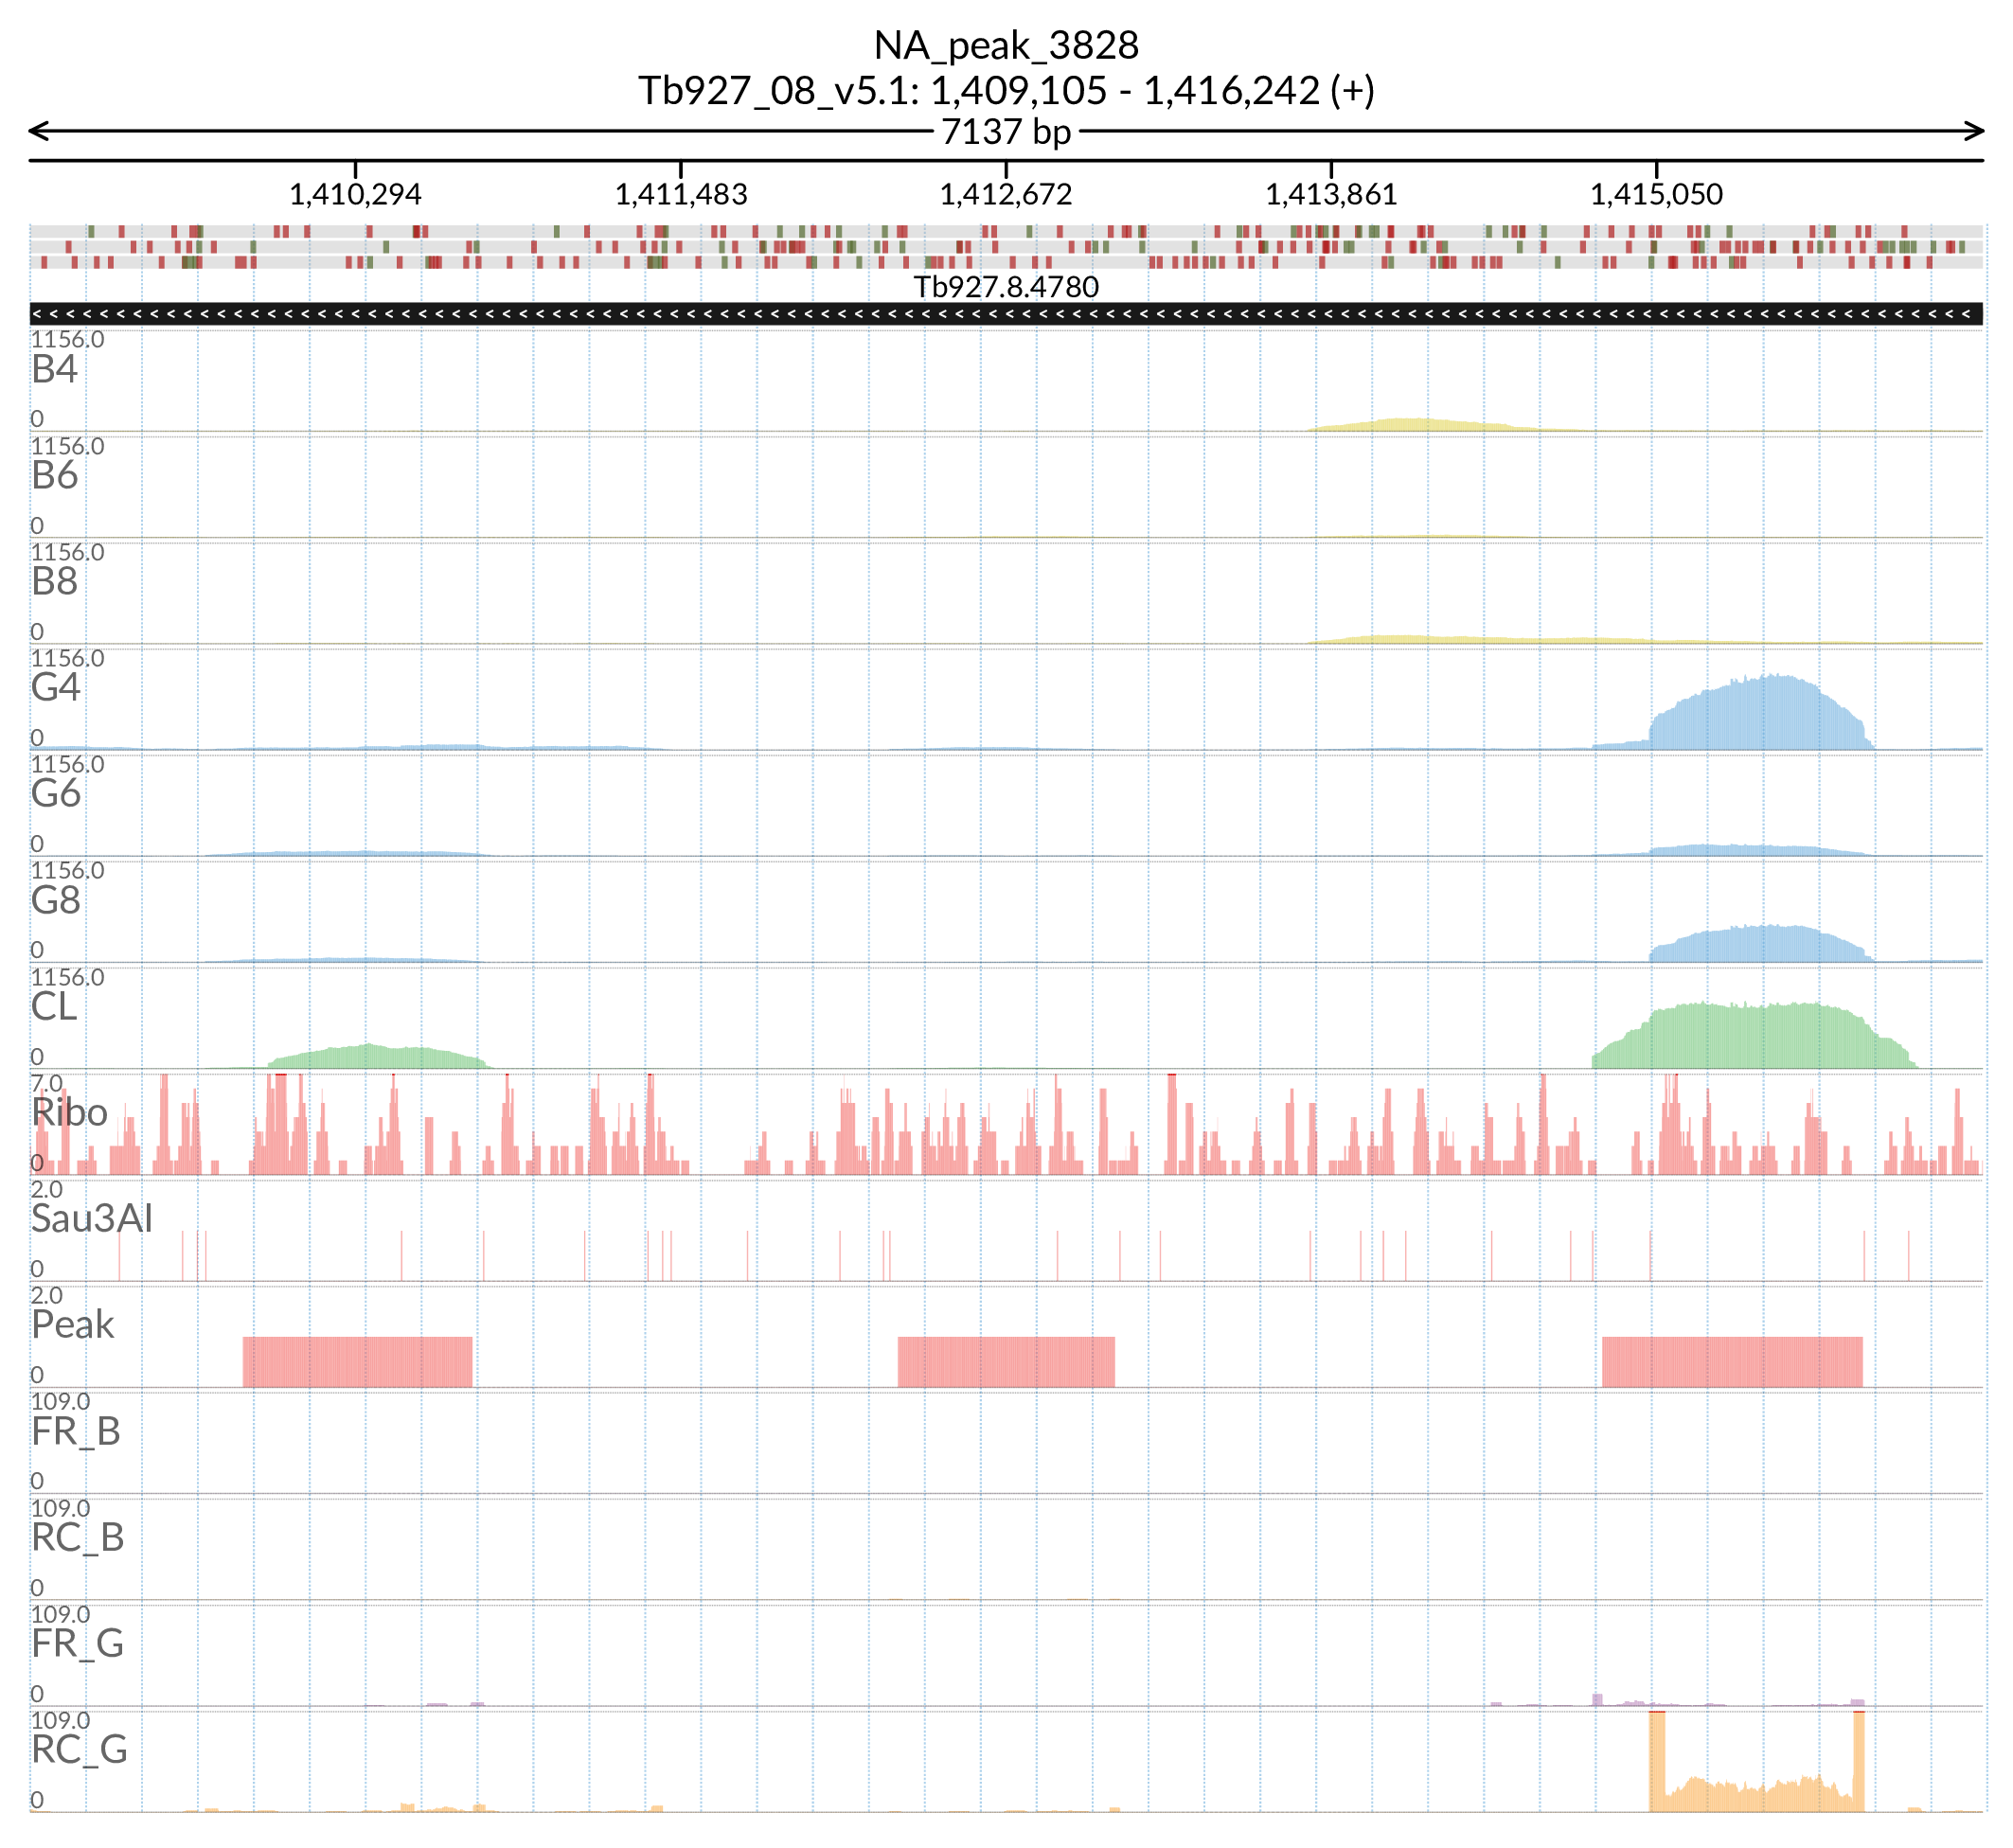 NA_peak_3828
Tb927_08_v5.1: 1,409,105 - 1,416,242 (+)
7137 bp
1,410,294 1,411,483 1,412,672 1,413,861 1,415,050
Tb927.8.4780
1156.0
B4
0
1156.0
B6
0
1156.0
B8
0
1156.0
G4
0
1156.0
G6
0
1156.0
G8
0
1156.0
CL
0
7.0
Ribo
0
2.0
Sau3AI
0
2.0
Peak
0
109.0
FR_B
0
109.0
RC_B
0
109.0
FR_G
0
109.0
RC_G
0